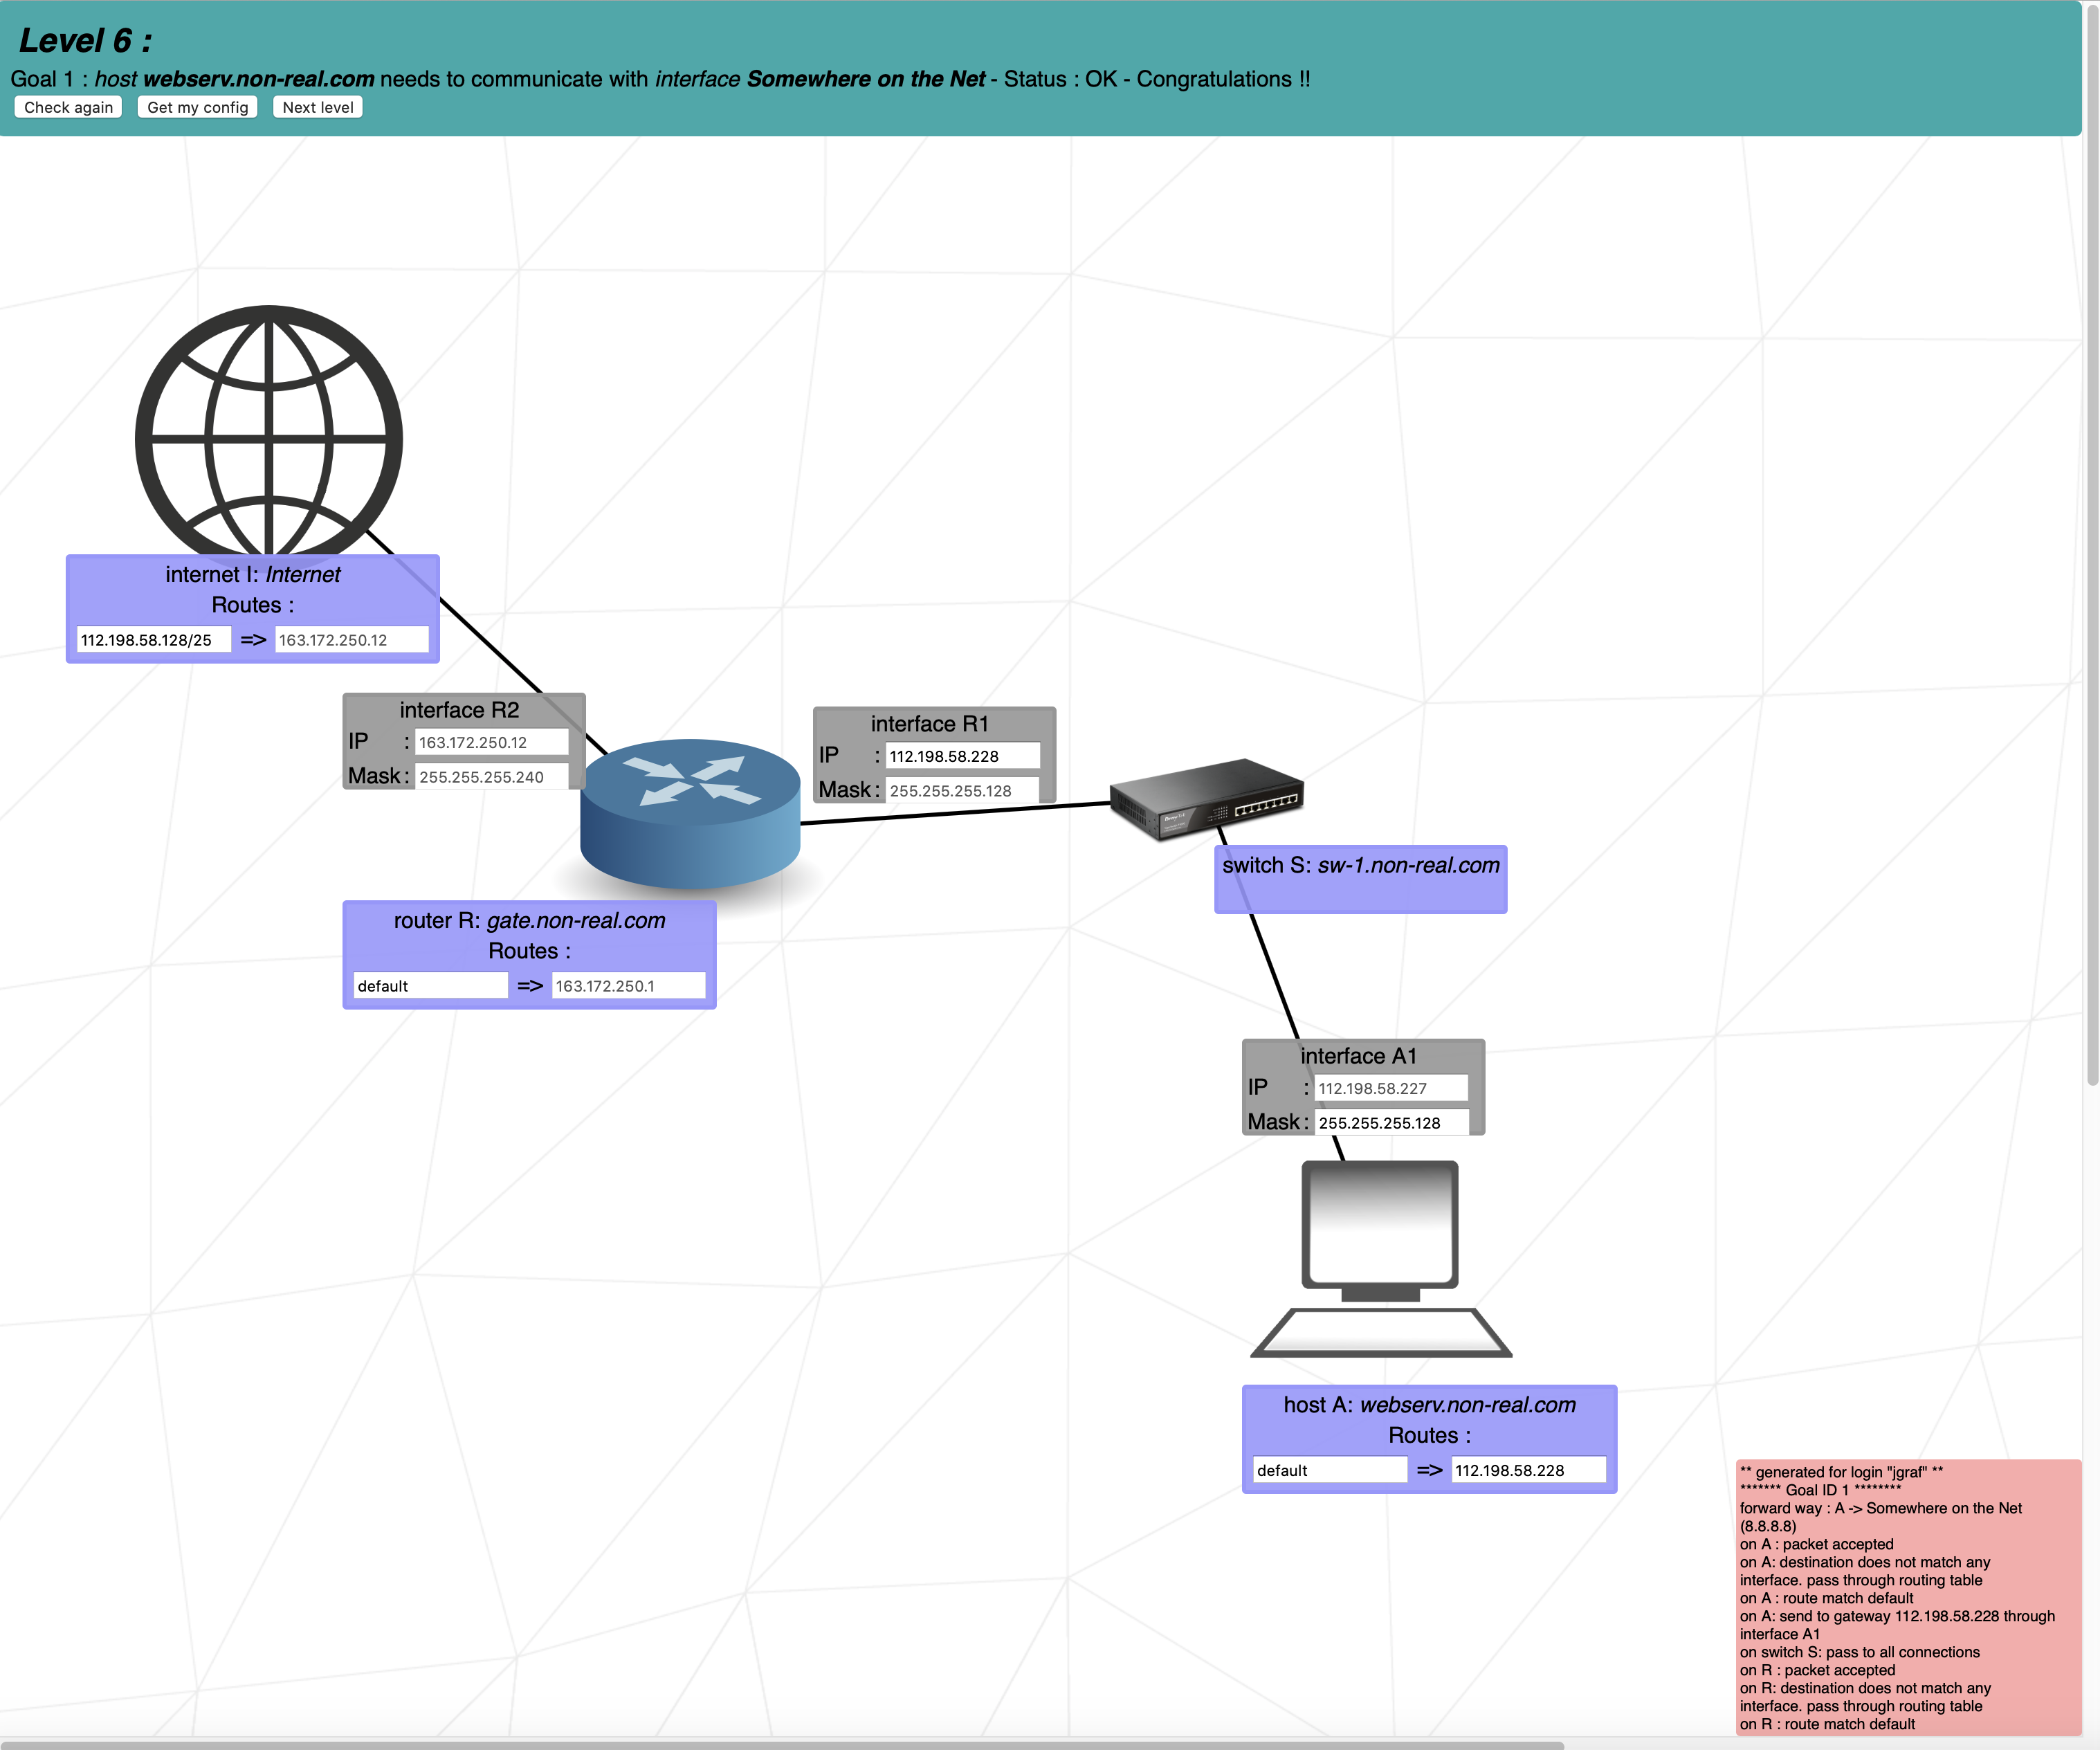 Level 6 :
Goal 1 : host webserv.non-real.com needs to communicate with interface Somewhere on the Net - Status : OK - Congratulations !!
Check again Get my config Next level
internet I: Internet
Routes :
112.198.58.128/25 => 163.172.250.12
interface R2
IP : 163.172.250.12
Mask : 255.255.255.240
interface R1
IP : 112.198.58.228
Mask : 255.255.255.128
switch S: sw-1.non-real.com
router R: gate.non-real.com
Routes :
default => 163.172.250.1
interface A1
IP : 112.198.58.227
Mask : 255.255.255.128
host A: webserv.non-real.com
Routes :
default => 112.198.58.228
** generated for login "jgraf" **
******* Goal ID 1 ********
forward way : A -> Somewhere on the Net
(8.8.8.8)
on A : packet accepted
on A: destination does not match any
interface. pass through routing table
on A : route match default
on A: send to gateway 112.198.58.228 through
interface A1
on switch S: pass to all connections
on R : packet accepted
on R: destination does not match any
interface. pass through routing table
on R : route match default